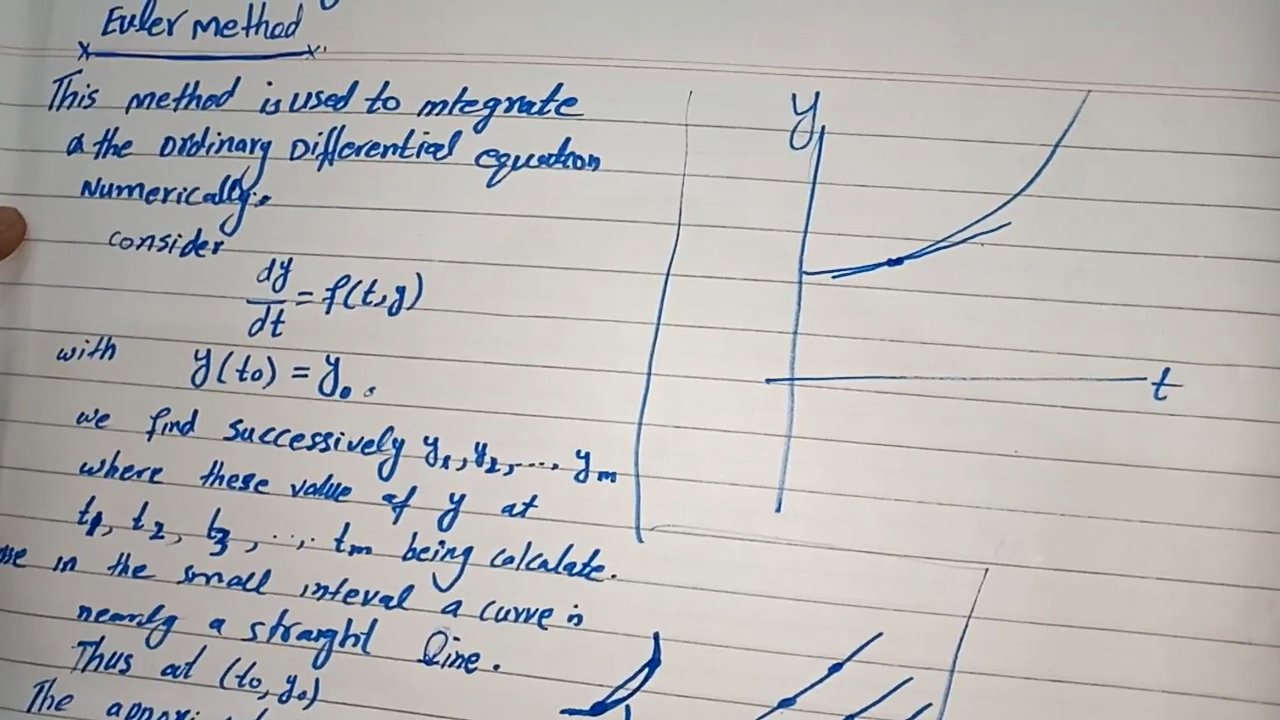 Euler method
This method is used to integrate
the ordinary Differential equation
Numerically.
consider
dy/dt = f(t,y)
with y(t0) = y0.
we find successively y1, y2, ... ym
where these value of y at
t1, t2, t3, ... tm being calculate.
in the small interval a curve is
nearly a straight line.
Thus at (t0, y0)
The
y
t